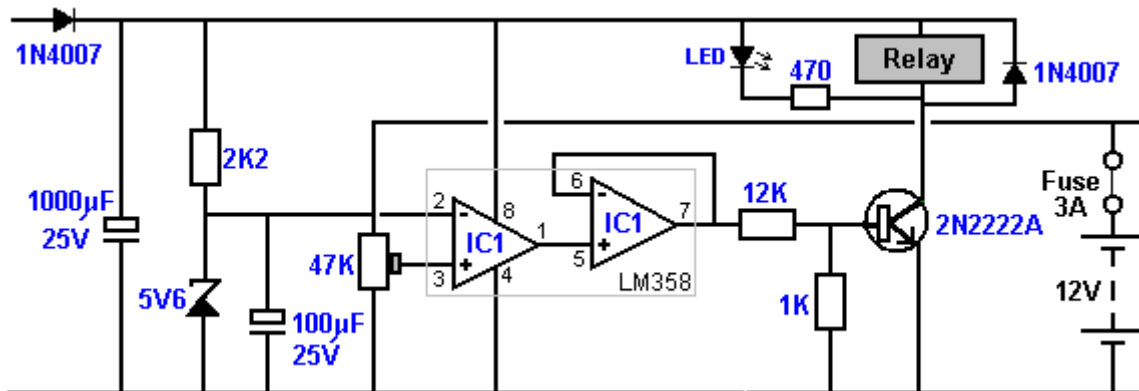 1N4007
LED
470
Relay
1N4007
2K2
1000µF
25V
2
8
IC1
1
3
4
6
IC1
7
5
LM358
12K
2N2222A
Fuse
3A
47K
5V6
100µF
25V
1K
12V